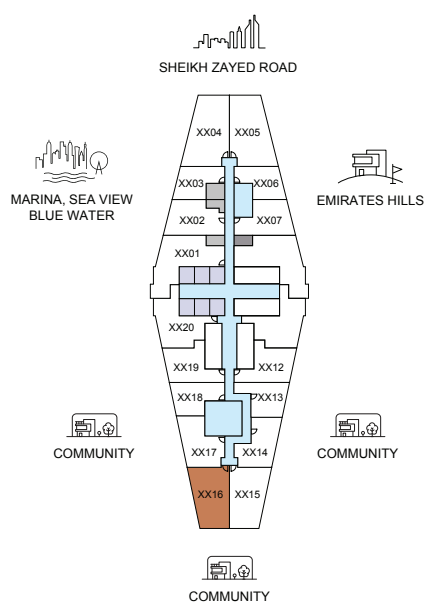 SHEIKH ZAYED ROAD
XX04
XX05
MARINA, SEA VIEW
BLUE WATER
EMIRATES HILLS
XX03
XX06
XX02
XX07
XX01
XX20
XX19
XX12
XX18
XX13
COMMUNITY
COMMUNITY
XX17
XX14
XX16
XX15
COMMUNITY